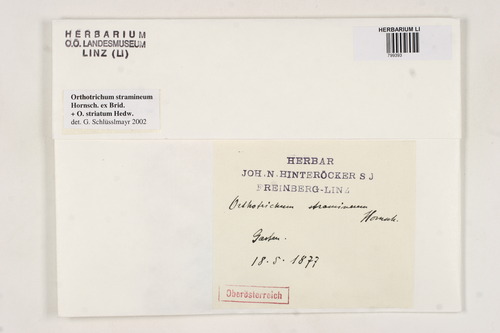 HERBARIUM
O.Ö. LANDESMUSEUM
LINZ (LI)
HERBARIUM LI
Orthotrichum stramineum
Hornsch. ex Brid.
+ O. striatum Hedw.
det. G. Schlüsslmayr 2002
HERBAR
JOH. N. HINTERÖCKER S J
FREINBERG-LINZ
Orthotrichum stramineum
Hornsch.
Garten.
18. 5. 1877
Oberösterreich